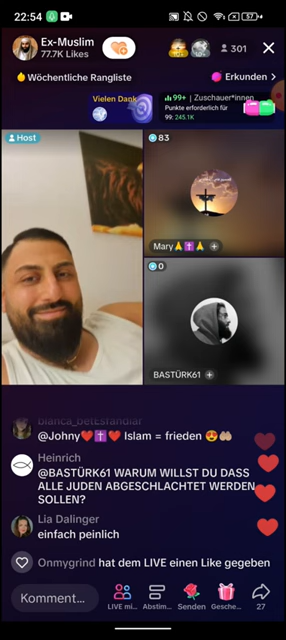 22:54
57
Ex-Muslim
77.7K Likes
301
Wöchentliche Rangliste
Erkunden
Vielen Dank
99+ | Zuschauer*innen
Punkte erforderlich für
99: 245.1K
Host
83
Mary
0
BASTÜRK61
@Johny Islam = frieden
Heinrich
@BASTÜRK61 WARUM WILLST DU DASS
ALLE JUDEN ABGESCHLACHTET WERDEN
SOLLEN?
Lia Dalinger
einfach peinlich
Onmygrind hat dem LIVE einen Like gegeben
Komment...
LIVE mi...
Abstim...
Senden
Gesche...
27